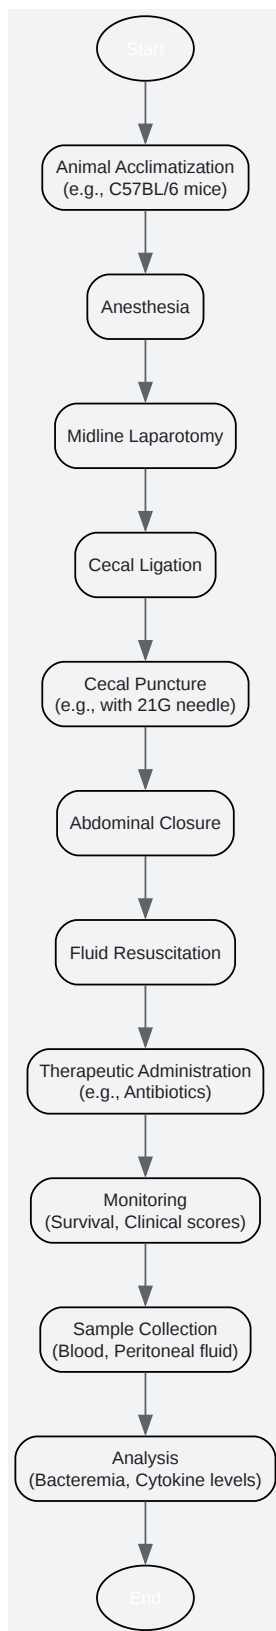 Start
Animal Acclimatization
(e.g., C57BL/6 mice)
Anesthesia
Midline Laparotomy
Cecal Ligation
Cecal Puncture
(e.g., with 21G needle)
Abdominal Closure
Fluid Resuscitation
Therapeutic Administration
(e.g., Antibiotics)
Monitoring
(Survival, Clinical scores)
Sample Collection
(Blood, Peritoneal fluid)
Analysis
(Bacteremia, Cytokine levels)
End